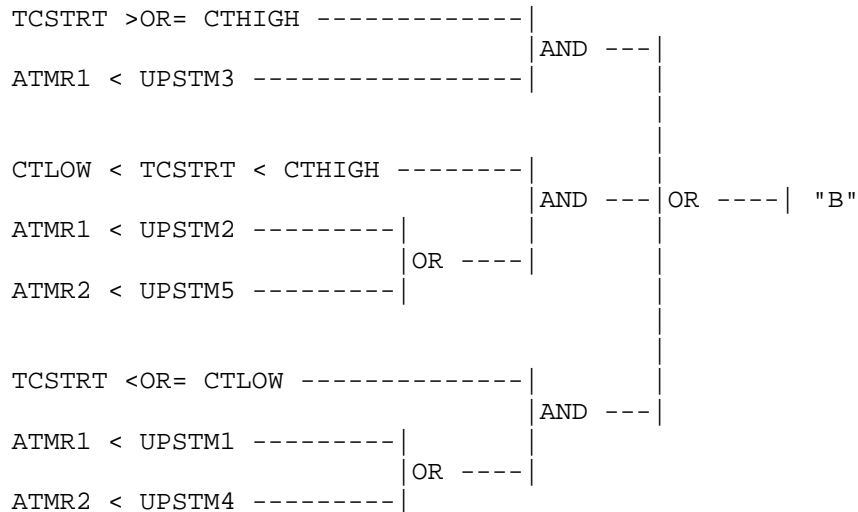 TCSTRT >OR= CTHIGH ---------------|
|AND ---|
ATMR1 < UPSTM3 -------------------| |
|
|
CTLOW < TCSTRT < CTHIGH --------| |
|AND ---|OR ----| "B"
ATMR1 < UPSTM2 ---------| | |
|OR ----| |
ATMR2 < UPSTM5 ---------| |
|
|
TCSTRT <OR= CTLOW --------------| |
|AND ---|
ATMR1 < UPSTM1 ---------| |
|OR ----|
ATMR2 < UPSTM4 ---------|